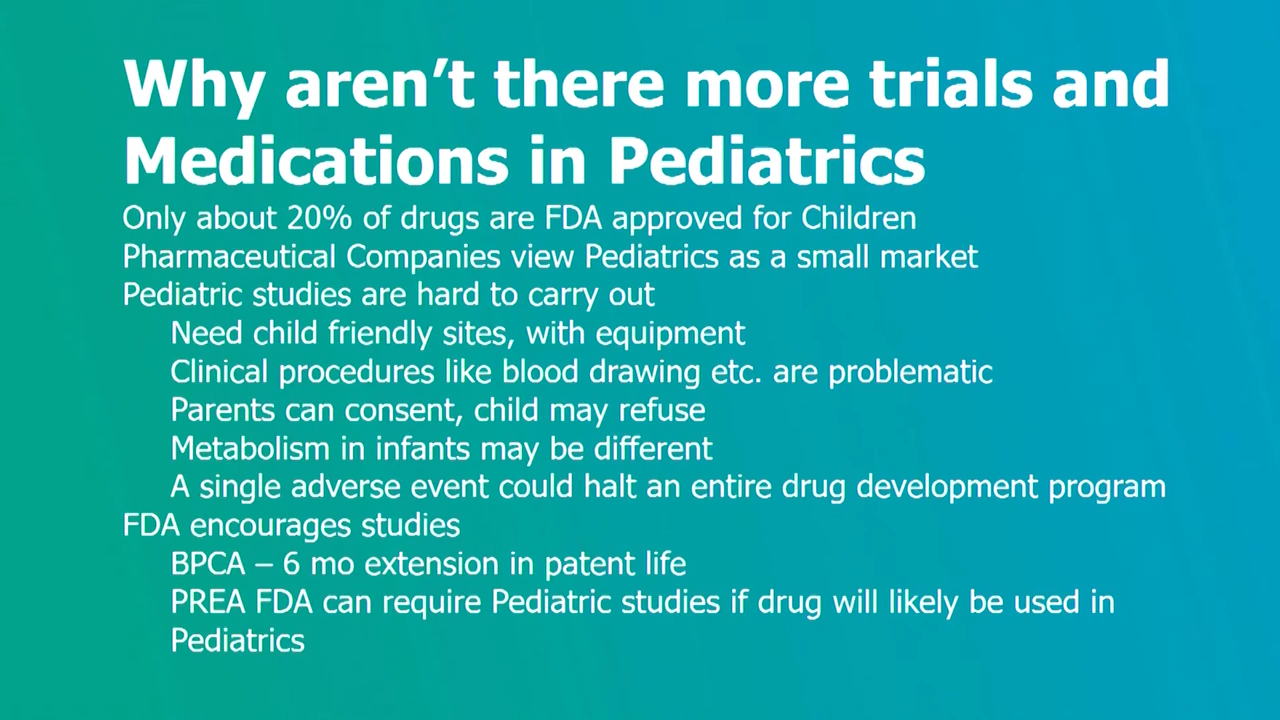 Why aren’t there more trials and
Medications in Pediatrics
Only about 20% of drugs are FDA approved for Children
Pharmaceutical Companies view Pediatrics as a small market
Pediatric studies are hard to carry out
Need child friendly sites, with equipment
Clinical procedures like blood drawing etc. are problematic
Parents can consent, child may refuse
Metabolism in infants may be different
A single adverse event could halt an entire drug development program
FDA encourages studies
BPCA – 6 mo extension in patent life
PREA FDA can require Pediatric studies if drug will likely be used in
Pediatrics